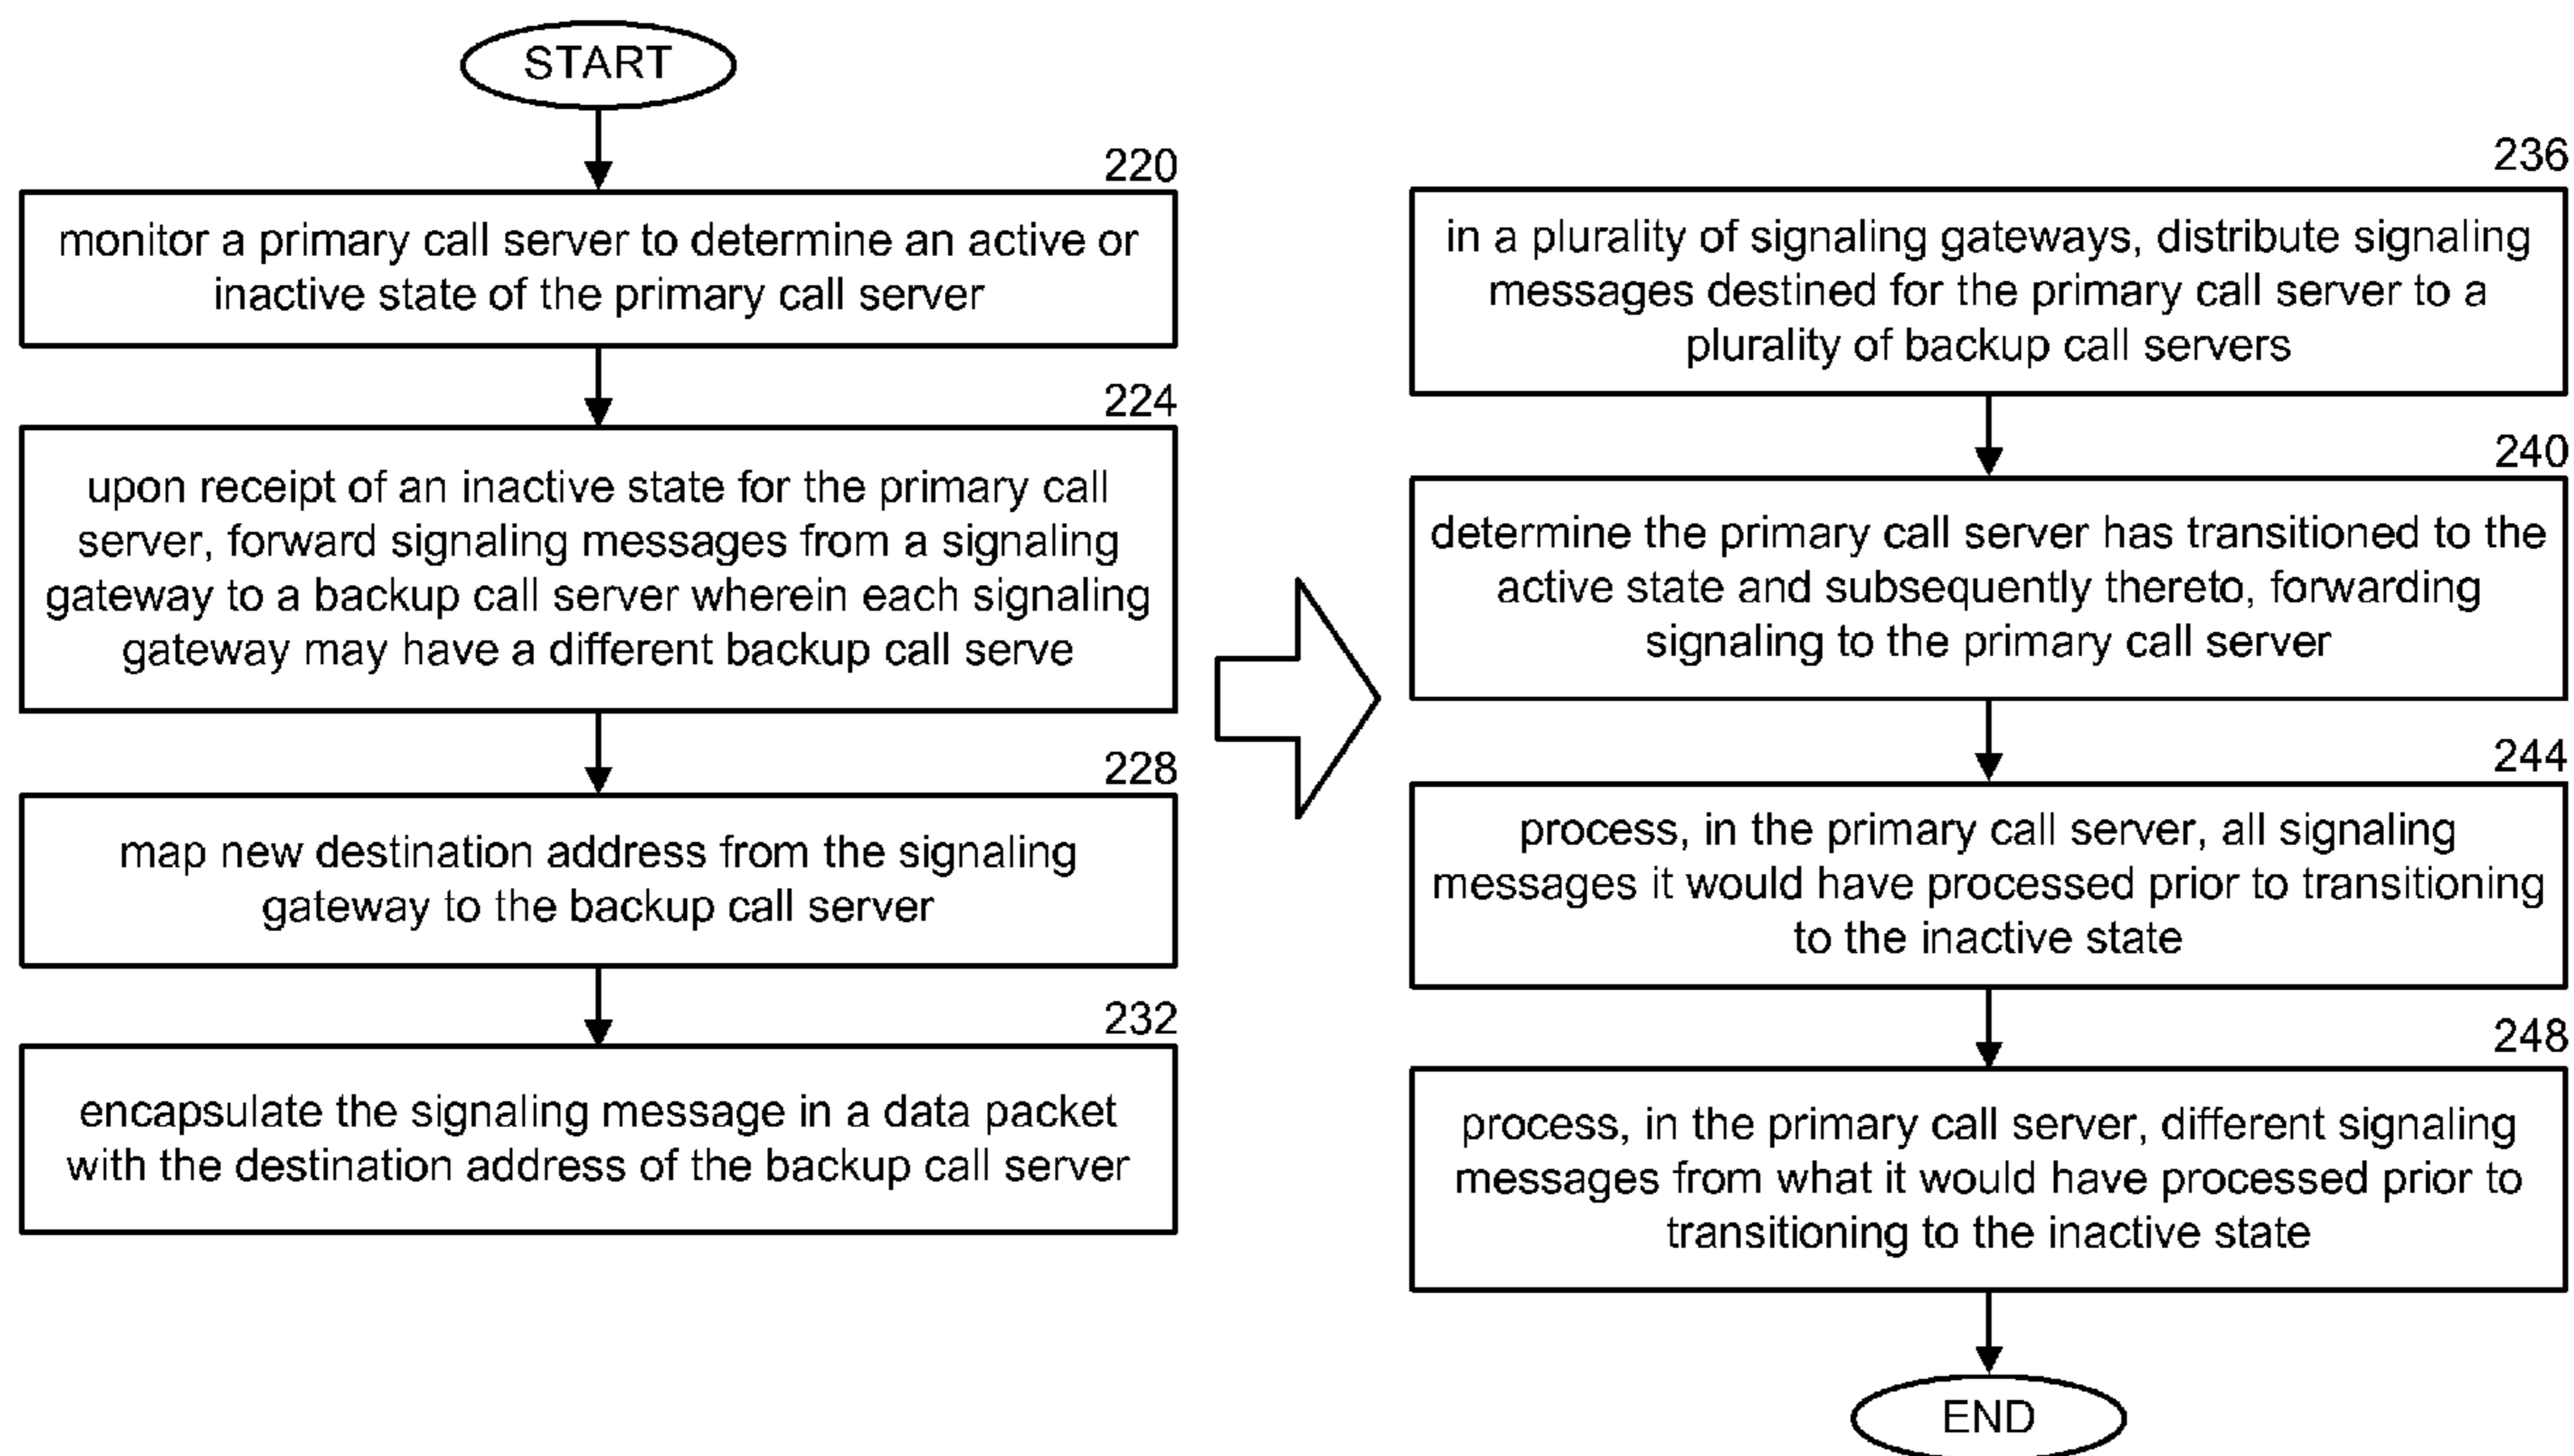 START
220
monitor a primary call server to determine an active or
inactive state of the primary call server
224
upon receipt of an inactive state for the primary call
server, forward signaling messages from a signaling
gateway to a backup call server wherein each signaling
gateway may have a different backup call serve
228
map new destination address from the signaling
gateway to the backup call server
232
encapsulate the signaling message in a data packet
with the destination address of the backup call server
236
in a plurality of signaling gateways, distribute signaling
messages destined for the primary call server to a
plurality of backup call servers
240
determine the primary call server has transitioned to the
active state and subsequently thereto, forwarding
signaling to the primary call server
244
process, in the primary call server, all signaling
messages it would have processed prior to transitioning
to the inactive state
248
process, in the primary call server, different signaling
messages from what it would have processed prior to
transitioning to the inactive state
END